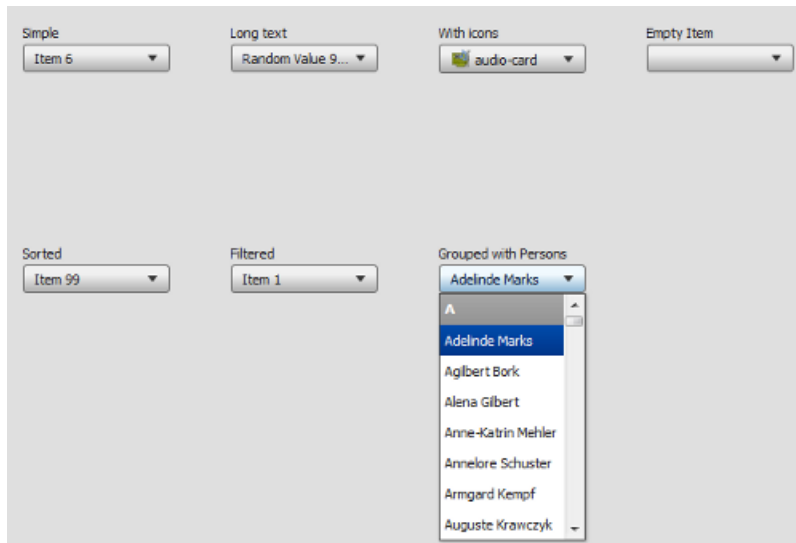 Simple
Long text
With icons
Empty Item
Item 6
Random Value 9...
audio-card
Sorted
Filtered
Grouped with Persons
Item 99
Item 1
Adelinde Marks
A
Adelinde Marks
Agilbert Bork
Alena Gilbert
Anne-Katrin Mehler
Annelore Schuster
Armgard Kempf
Auguste Krawczyk